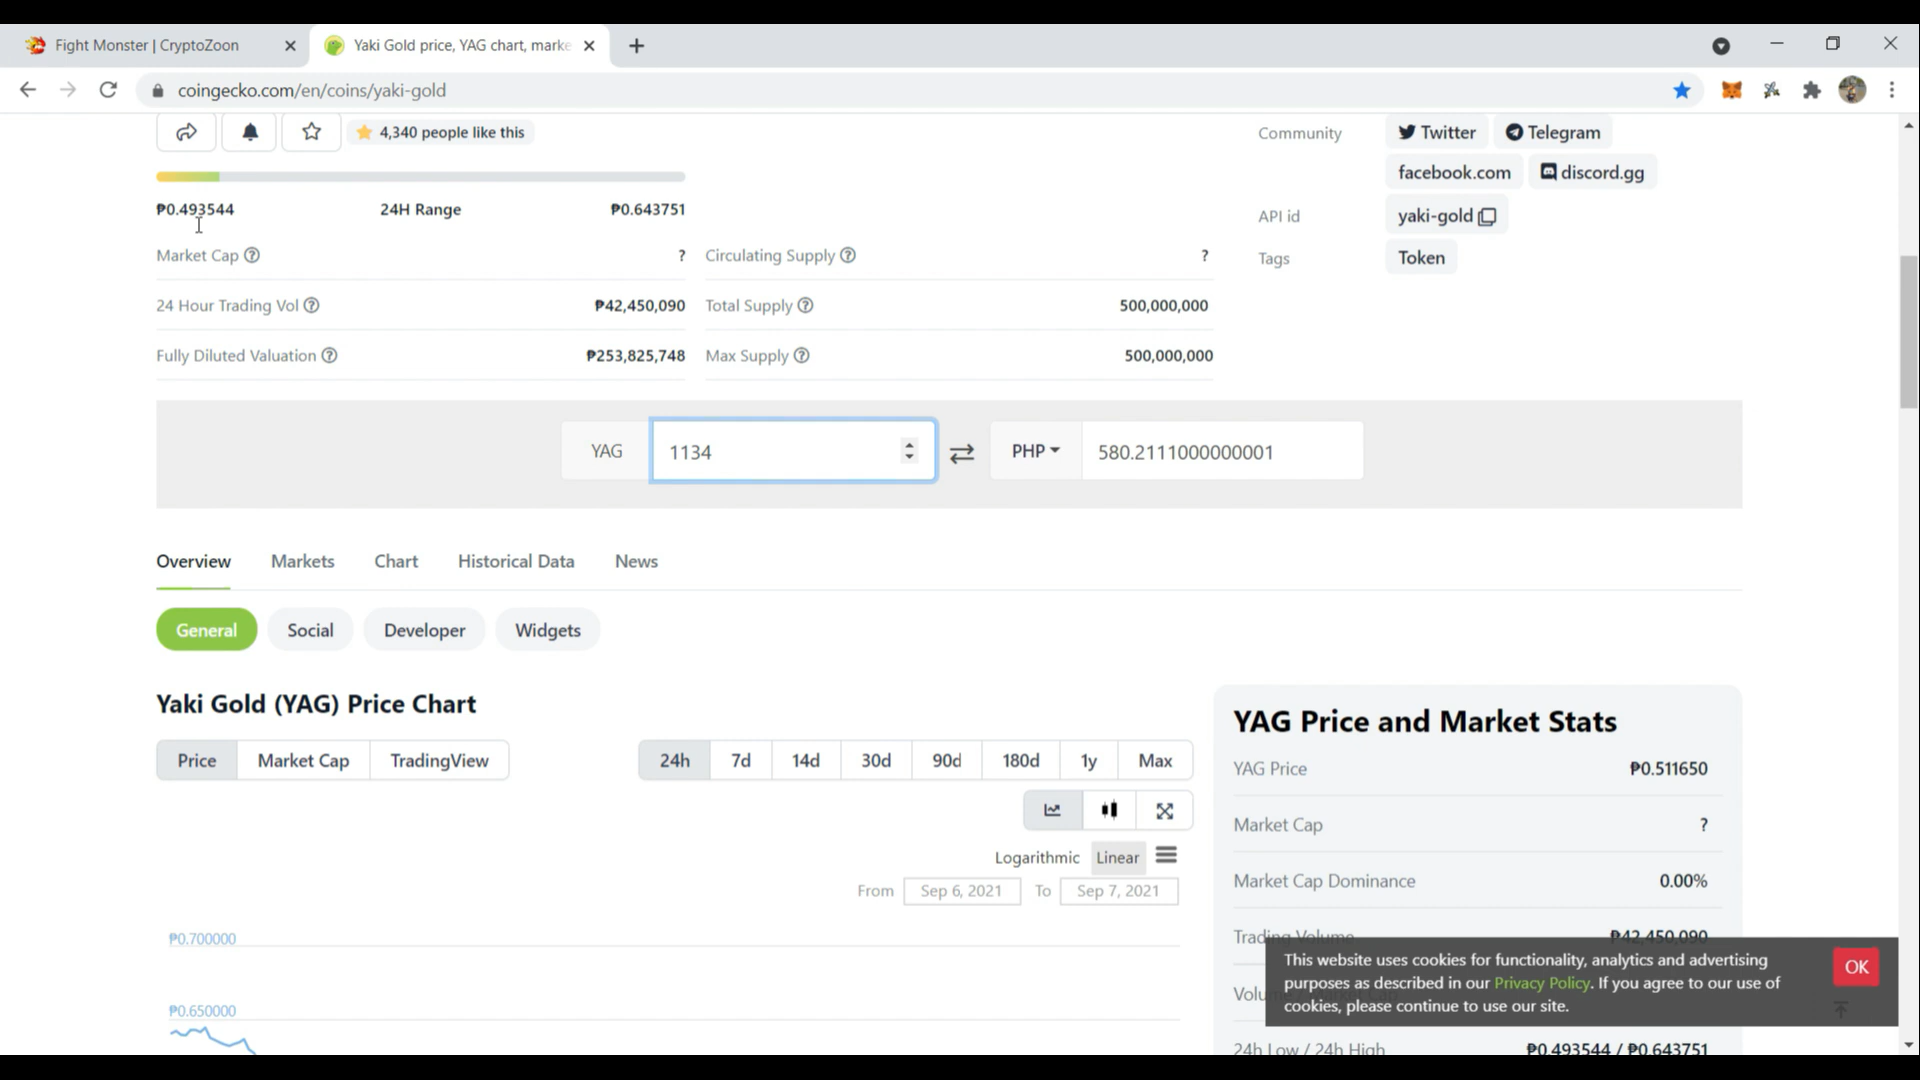 Fight Monster | CryptoZoon
Yaki Gold price, YAG chart, marke
coingecko.com/en/coins/yaki-gold
4,340 people like this
Community
Twitter
Telegram
facebook.com
discord.gg
₱0.493544
24H Range
₱0.643751
API id
yaki-gold
Market Cap
?
Circulating Supply
?
Tags
Token
24 Hour Trading Vol
₱42,450,090
Total Supply
500,000,000
Fully Diluted Valuation
₱253,825,748
Max Supply
500,000,000
YAG
1134
PHP
580.2111000000001
Overview
Markets
Chart
Historical Data
News
General
Social
Developer
Widgets
Yaki Gold (YAG) Price Chart
Price
Market Cap
TradingView
24h
7d
14d
30d
90d
180d
1y
Max
Logarithmic
Linear
From
Sep 6, 2021
To
Sep 7, 2021
₱0.700000
₱0.650000
YAG Price and Market Stats
YAG Price
₱0.511650
Market Cap
?
Market Cap Dominance
0.00%
Trading Volume
₱42,450,090
This website uses cookies for functionality, analytics and advertising
purposes as described in our Privacy Policy. If you agree to our use of
cookies, please continue to use our site.
OK
24h Low / 24h High
₱0.493544 / ₱0.643751